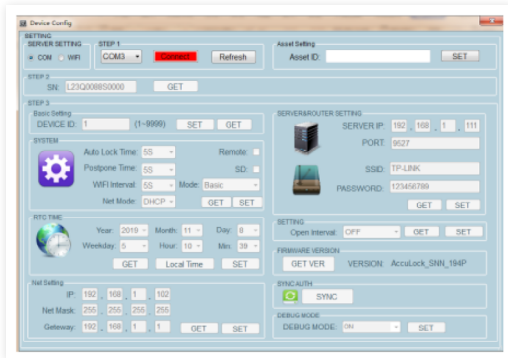 Device Config
SETTING
SERVER SETTING
COM WIFI
STEP 1
COM3 Connect Refresh
Asset Setting
Asset ID: SET
STEP 2
SN: L23Q0088S0000 GET
STEP 3
Basic Setting
DEVICE ID: 1 (1~9999) SET GET
SYSTEM
Auto Lock Time: 5S Remote:
Postpone Time: 5S SD:
WIFI Interval: 5S Mode: Basic
Net Mode: DHCP GET SET
RTC TIME
Year: 2019 Month: 11 Day: 8
Weekday: 5 Hour: 10 Min: 39
GET Local Time SET
Net Setting
IP: 192 . 168 . 1 . 102
Net Mask: 255 . 255 . 255 . 255
Geteway: 192 . 168 . 1 . 1 GET SET
SERVER&ROUTER SETTING
SERVER IP: 192 . 168 . 1 . 111
PORT: 9527
SSID: TP-LINK
PASSWORD: 123456789
GET SET
SETTING
Open Interval: OFF GET SET
FIRMWARE VERSION
GET VER VERSION: AccuLock_SNN_194P
SYNC AUTH
SYNC
DEBUG MODE
DEBUG MODE: ON SET